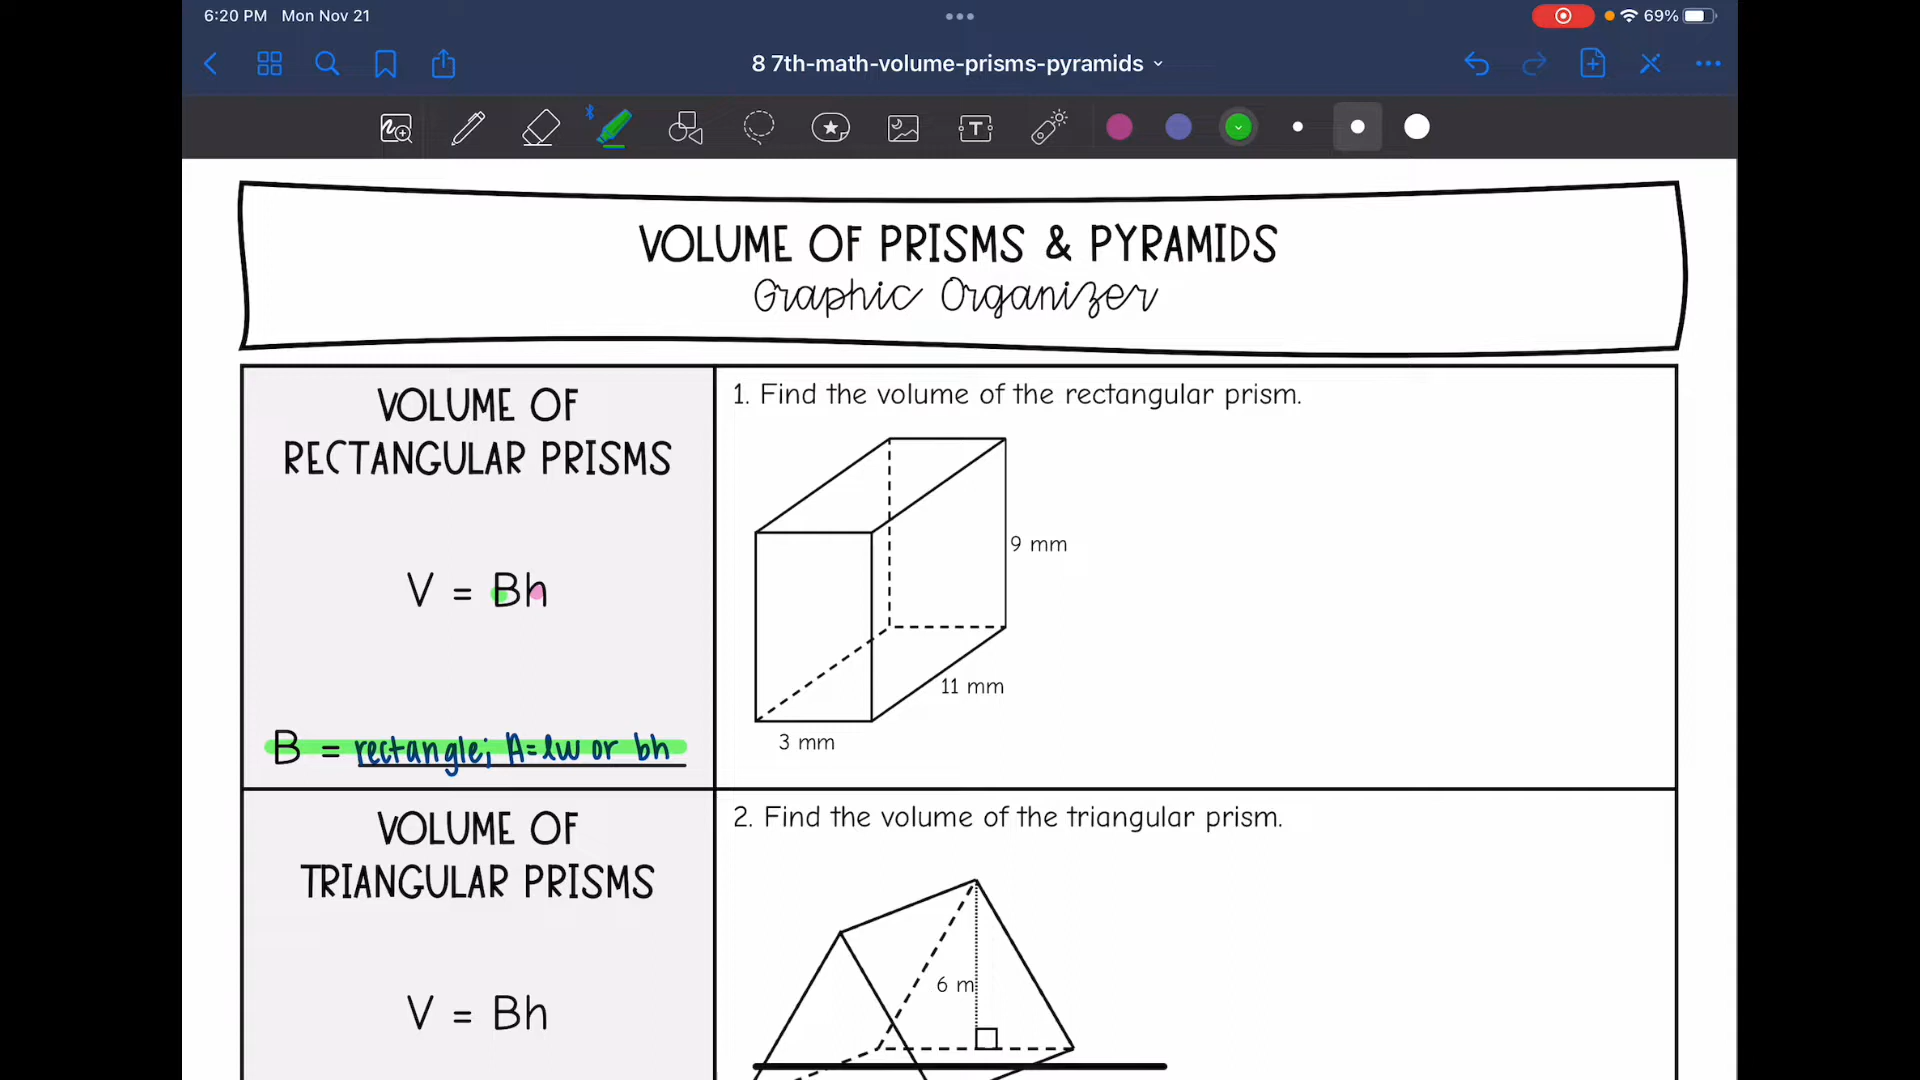 6:20 PM Mon Nov 21
69%
8 7th-math-volume-prisms-pyramids
T
VOLUME OF PRISMS & PYRAMIDS
Graphic Organizer
VOLUME OF
RECTANGULAR PRISMS
V = Bh
B = rectangle; A=lw or bh
1. Find the volume of the rectangular prism.
9 mm
11 mm
3 mm
VOLUME OF
TRIANGULAR PRISMS
V = Bh
2. Find the volume of the triangular prism.
6 m